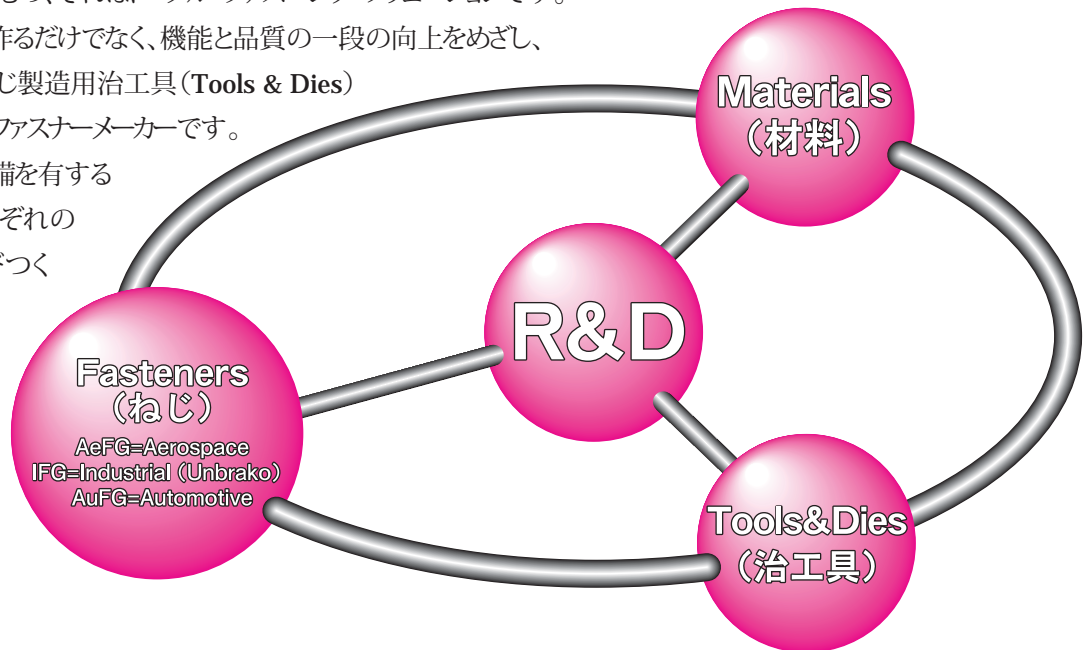 作るだけでなく、機能と品質の一段の向上をめざし、
じ製造用治工具（Tools & Dies）
ファスナーメーカーです。
備を有する
ぞれの
つく
Materials
（材料）
R&D
Fasteners
（ねじ）
AeFG=Aerospace
IFG=Industrial (Unbrako)
AuFG=Automotive
Tools&Dies
（治工具）